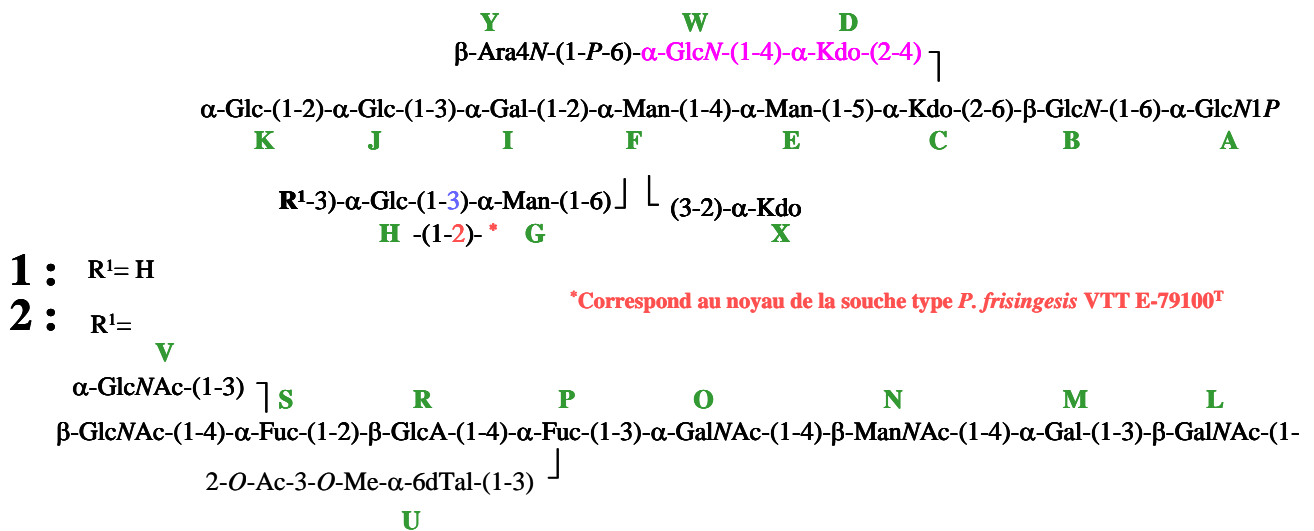 Y W D
β-Ara4N-(1-P-6)-α-GlcN-(1-4)-α-Kdo-(2-4)
α-Glc-(1-2)-α-Glc-(1-3)-α-Gal-(1-2)-α-Man-(1-4)-α-Man-(1-5)-α-Kdo-(2-6)-β-GlcN-(1-6)-α-GlcN1P
K J I F E C B A
R¹-3)-α-Glc-(1-3)-α-Man-(1-6) (3-2)-α-Kdo
H -(1-2)- * G X
1 : R¹= H
*Correspond au noyau de la souche type P. frisingesis VTT E-79100ᵀ
2 : R¹=
V
α-GlcNAc-(1-3)
S R P O N M L
β-GlcNAc-(1-4)-α-Fuc-(1-2)-β-GlcA-(1-4)-α-Fuc-(1-3)-α-GalNAc-(1-4)-β-ManNAc-(1-4)-α-Gal-(1-3)-β-GalNAc-(1-
2-O-Ac-3-O-Me-α-6dTal-(1-3)
U